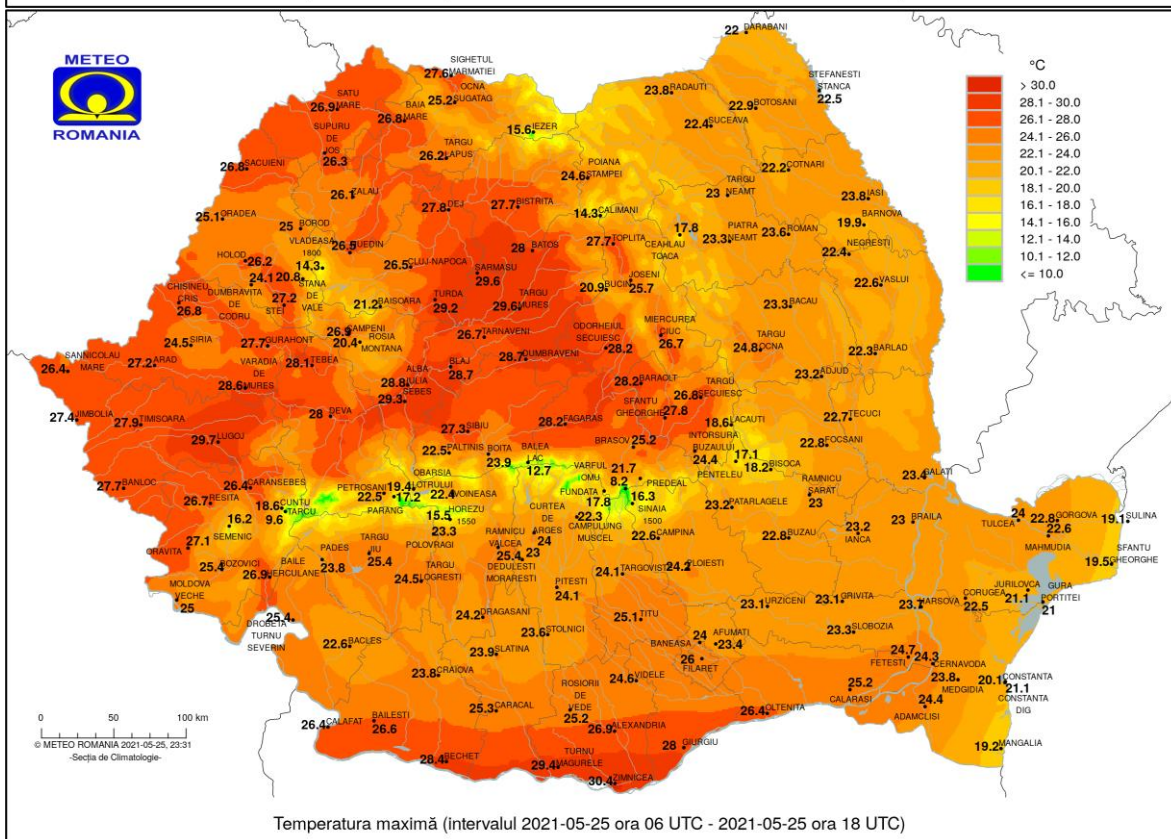 METEO
ROMANIA
°C
> 30.0
28.1 - 30.0
26.1 - 28.0
24.1 - 26.0
22.1 - 24.0
20.1 - 22.0
18.1 - 20.0
16.1 - 18.0
14.1 - 16.0
12.1 - 14.0
10.1 - 12.0
<= 10.0
22 DARABANI
SIGHETUL
27.6 MARMATIEI
OCNA
25.2 SUGATAG
23.8 RADAUTI
STEFANESTI
STANCA
22.5
SATU
26.9 MARE
BAIA
26.8 MARE
22.9 BOTOSANI
22.4 SUCEAVA
15.6 IEZER
SUPURU
DE
JOS
26.3
TARGU
26.2 LAPUS
26.8 SACUIENI
POIANA
24.6 STAMPEI
22.2 COTNARI
26.1 ZALAU
TARGU
23 NEAMT
23.8 IASI
27.8 DEJ
27.7 BISTRITA
14.3 CALIMANI
25.1 ORADEA
25 BOROD
17.8
CEAHLAU
TOACA
PIATRA
23.3 NEAMT
23.6 ROMAN
19.9 BARNOVA
VLADEASA
1800
14.3
26.5 HUEDIN
28 BATOS
27.7 TOPLITA
22.4 NEGRESTI
HOLOD
26.2
26.5 CLUJ-NAPOCA
SARMASU
29.6
24.1
DUMBRAVITA
DE
CODRU
20.8
STANA
DE
VALE
20.9 BUCIN
JOSENI
25.7
22.6 VASLUI
CHISINEU
CRIS
26.8
27.2
STEI
21.2 BAISOARA
TURDA
29.2
TARGU
29.6 MURES
23.3 BACAU
26.9 CAMPENI
20.4 ROSIA
MONTANA
26.7 TARNAVENI
ODORHEIUL
SECUIESC
28.2
MIERCUREA
CIUC
26.7
TARGU
24.8 OCNA
24.5 SIRIA
27.7 GURAHONT
22.3 BARLAD
SANNICOLAU
26.4 MARE
27.2 ARAD
VARADIA
DE
28.6 MURES
28.1 TEBEA
BLAJ
28.7
28.7 DUMBRAVENI
23.2 ADJUD
ALBA
28.8 IULIA
SEBES
29.3
28.2 BARAOLT
TARGU
26.8 SECUIESC
27.4 JIMBOLIA
27.9 TIMISOARA
28 DEVA
28.2 FAGARAS
SFANTU
GHEORGHE
27.8
18.6 LACAUTI
22.7 TECUCI
29.7 LUGOJ
27.3 SIBIU
BRASOV 25.2
INTORSURA
BUZAULUI
24.4
22.8 FOCSANI
22.5 PALTINIS
BOITA
23.9
BALEA
LAC
12.7
17.1
PENTELEU
18.2 BISOCA
27.7 BANLOC
26.4 CARANSEBES
PETROSANI
22.5
OBARSIA
19.4 LOTRULUI
17.2
PARANG
22.4 VOINEASA
VARFUL
OMU
8.2
21.7
PREDEAL
16.3
FUNDATA
17.8
SINAIA
1500
RAMNICU
SARAT
23
23.4 GALATI
26.7 RESITA
18.6 CUNTU
TARCU
9.6
15.5 HOREZU
1550
23.3
POLOVRAGI
23.2 PATARLAGELE
16.2
SEMENIC
CURTEA
DE
ARGES
24
22.3
CAMPULUNG
MUSCEL
22.6 CAMPINA
22.8 BUZAU
23.2
IANCA
23 BRAILA
24
TULCEA
22.8 GORGOVA
22.6
MAHMUDIA
19.1 SULINA
27.1
ORAVITA
TARGU
JIU
25.4
RAMNICU
VALCEA
25.4
23
DEDULESTI
MORARESTI
25.4 BOZOVICI
BAILE
26.9 HERCULANE
PADES
23.8
TARGU
24.5 LOGRESTI
24.1 TARGOVISTE
24.2 PLOIESTI
SFANTU
19.5 GHEORGHE
MOLDOVA
VECHE
25
PITESTI
24.1
23.1 URZICENI
23.1 GRIVITA
23.1 HARSOVA
CORUGEA
22.5
JURILOVCA
21.1
GURA
PORTITEI
21
25.4
DROBETA
TURNU
SEVERIN
24.2 DRAGASANI
25.1 TITU
22.6 BACLES
23.6 STOLNICI
BANEASA 24
AFUMATI
23.4
23.3 SLOBOZIA
23.9 SLATINA
26 FILARET
24.7
FETESTI
24.3
CERNAVODA
23.8 CRAIOVA
24.6 VIDELE
25.2
CALARASI
23.8
MEDGIDIA
20.1 CONSTANTA
21.1
CONSTANTA
DIG
25.3 CARACAL
ROSIORII
DE
VEDE
25.2
26.4 OLTENITA
24.4
ADAMCLISI
26.4 CALAFAT
BAILESTI
26.6
26.9 ALEXANDRIA
28 GIURGIU
19.2 MANGALIA
28.4 BECHET
TURNU
29.4 MAGURELE
30.4 ZIMNICEA
0 50 100 km
© METEO ROMANIA 2021-05-25, 23:31
-Secția de Climatologie-
Temperatura maximă (intervalul 2021-05-25 ora 06 UTC - 2021-05-25 ora 18 UTC)